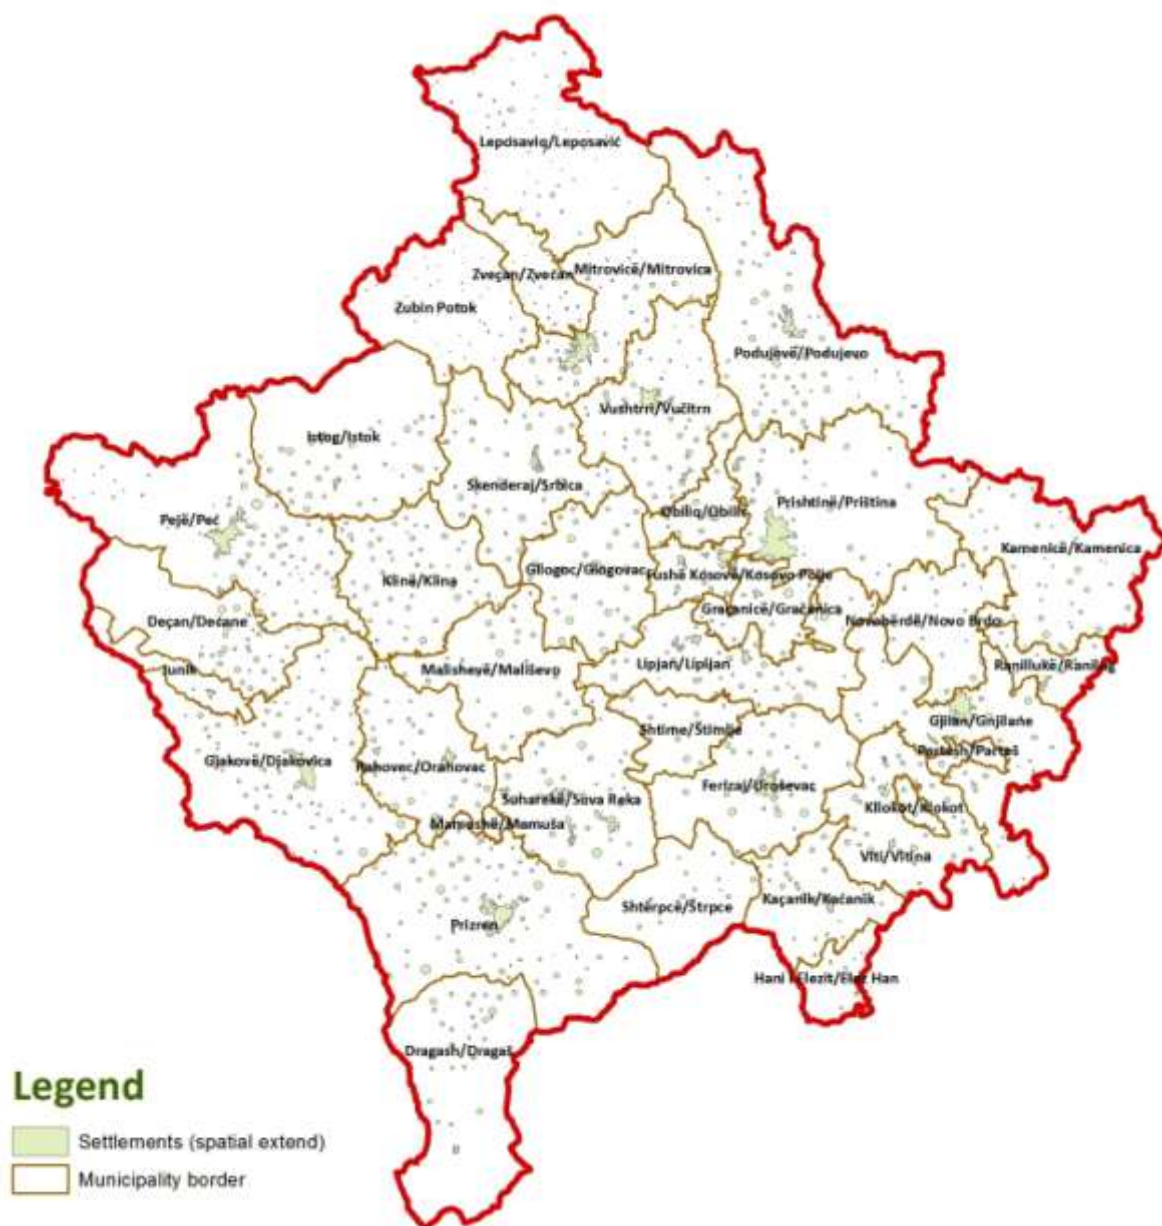 Leposaviq/Leposavić
Zveçan/Zvečan
Mitrovicë/Mitrovica
Zubin Potok
Podujevë/Podujevo
Vushtrri/Vučitrn
Istog/Istok
Skenderaj/Srbica
Prishtinë/Priština
Obiliq/Obilić
Pejë/Peć
Kamenicë/Kamenica
Gllogoc/Glogovac
Fushë Kosovë/Kosovo Polje
Klinë/Klina
Graçanicë/Gračanica
Deçan/Dečane
Novobërdë/Novo Brdo
Junik
Malishevë/Mališevo
Lipjan/Lipljan
Ranillukë/Ranilug
Gjilan/Gnjilane
Shtime/Štimlje
Partesh/Parteš
Gjakovë/Djakovica
Rahovec/Orahovac
Ferizaj/Uroševac
Suharekë/Suva Reka
Kllokot/Klokot
Mamushë/Mamuša
Viti/Vitina
Kaçanik/Kačanik
Shtërpcë/Štrpce
Prizren
Hani i Elezit/Elez Han
Dragash/Dragaš
Legend
Settlements (spatial extend)
Municipality border